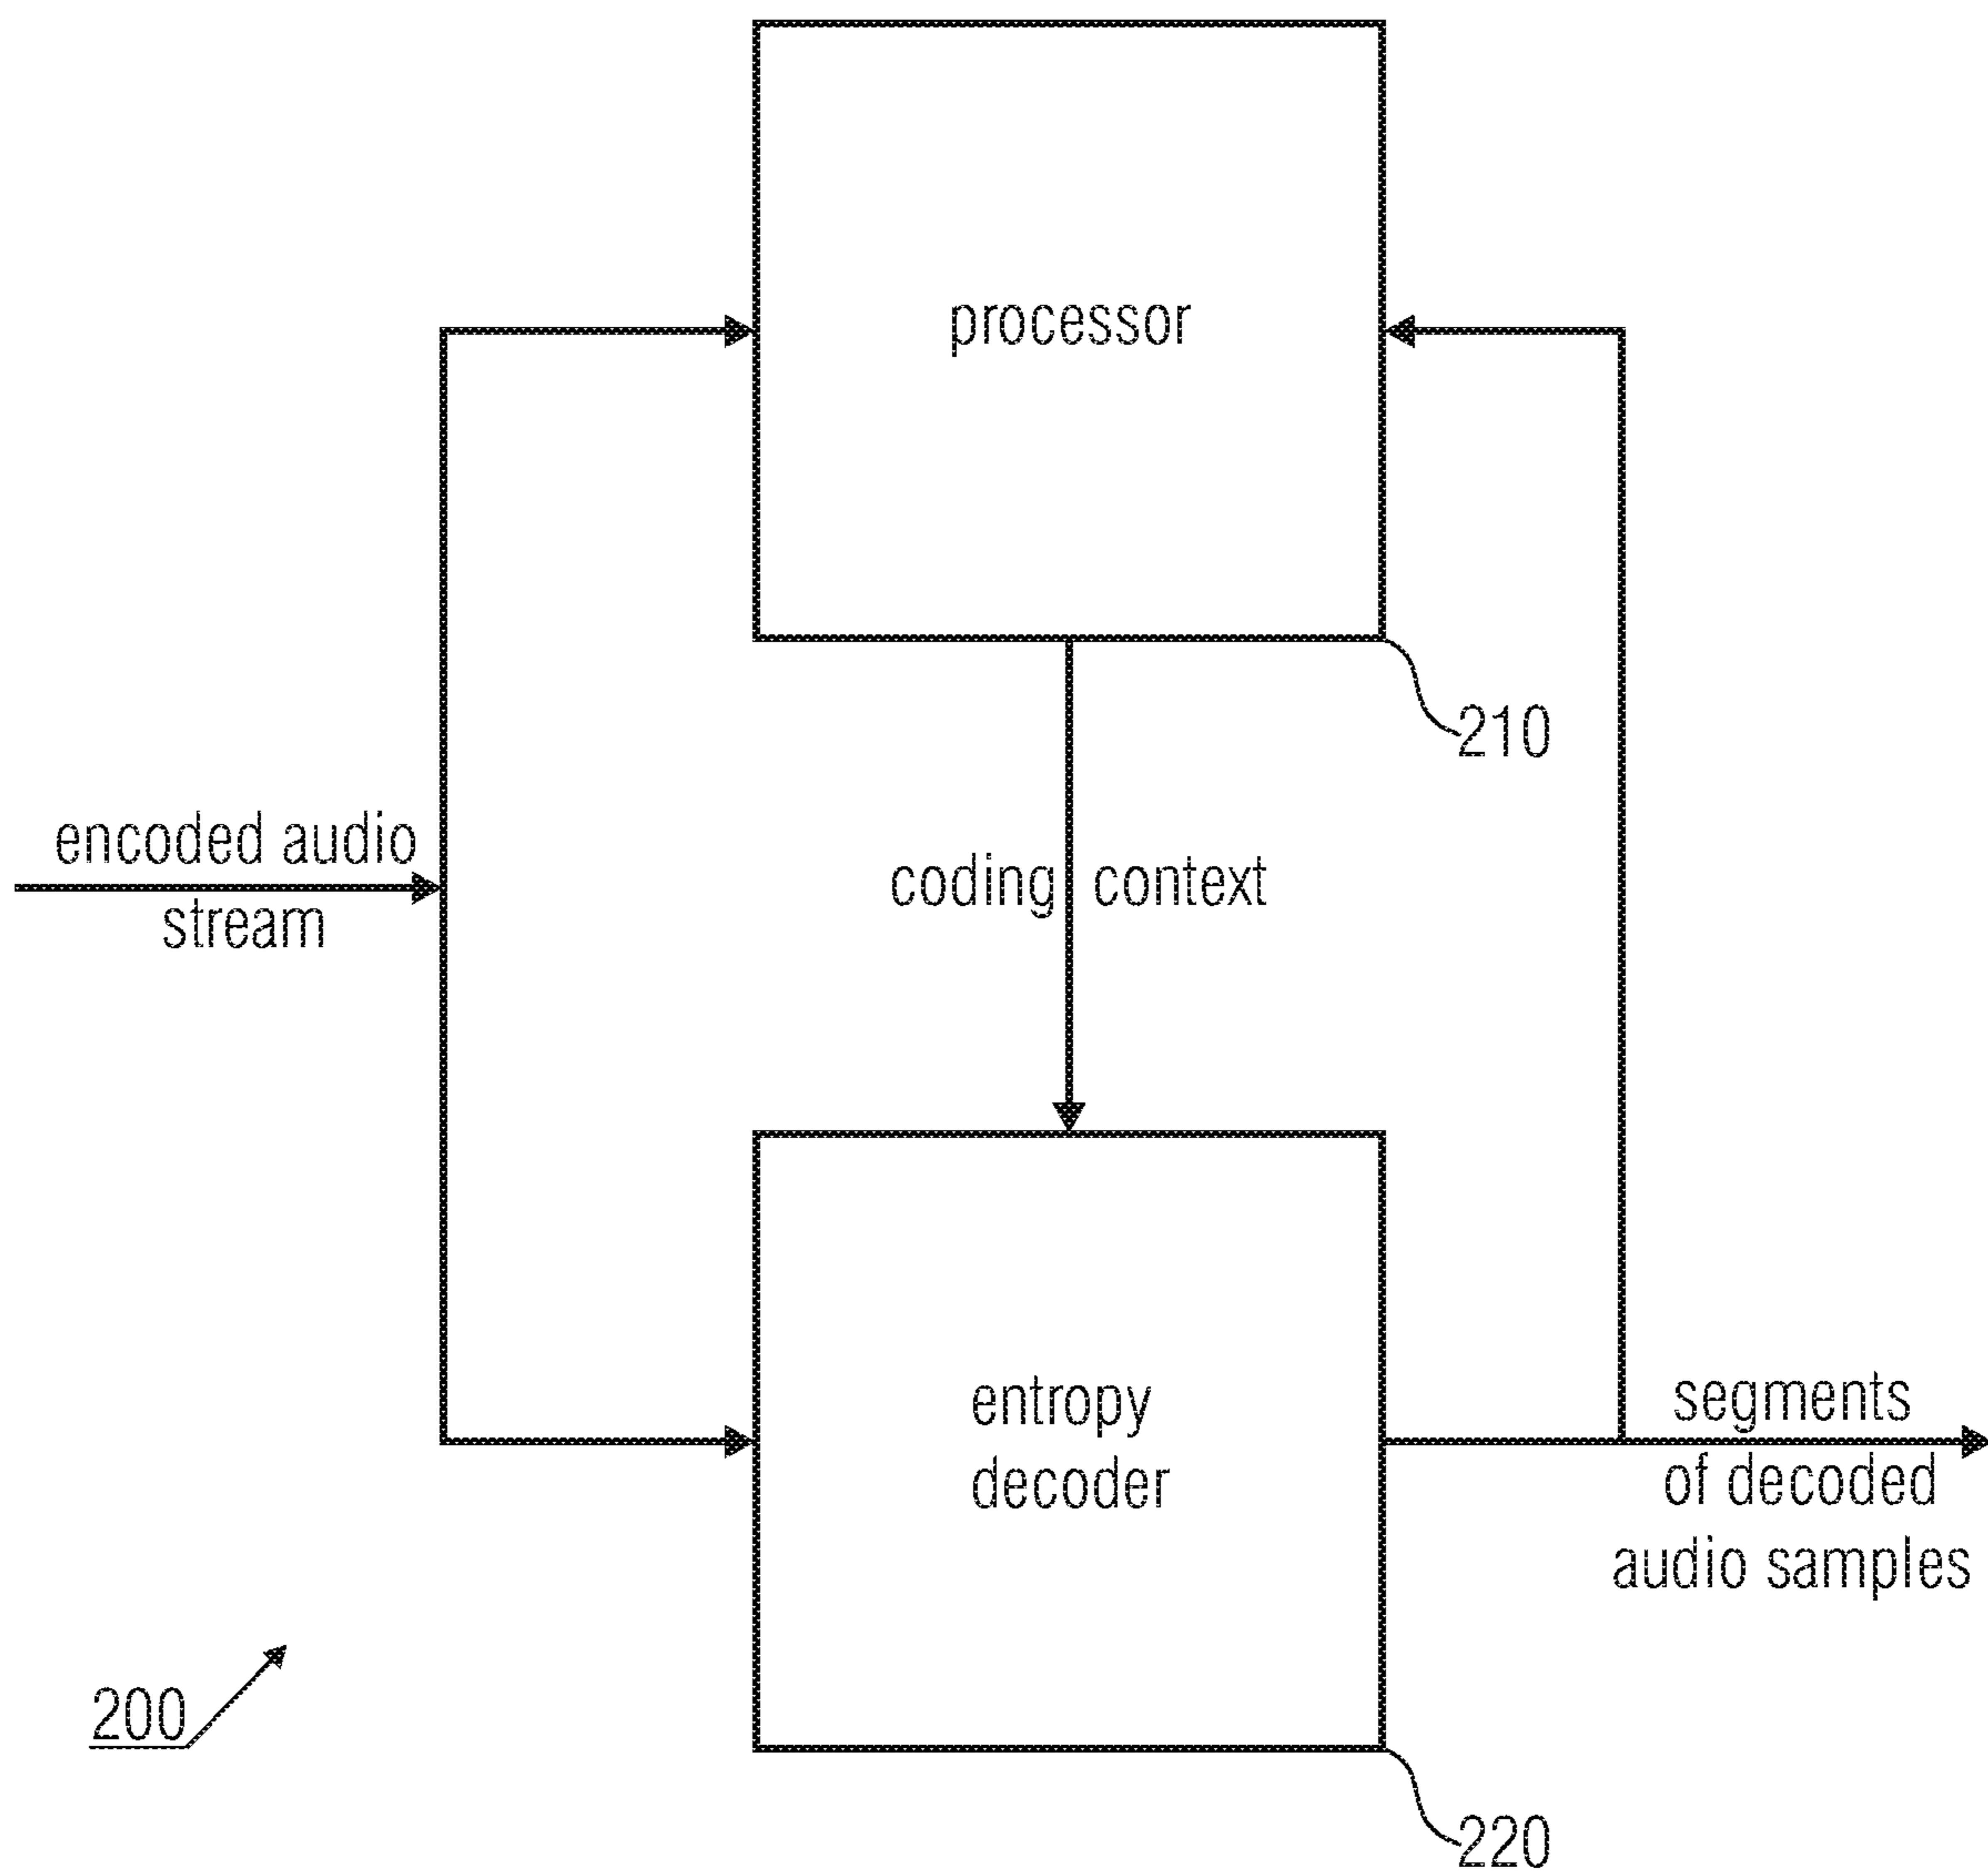 processor
210
encoded audio
stream
coding context
entropy
decoder
segments
of decoded
audio samples
200
220